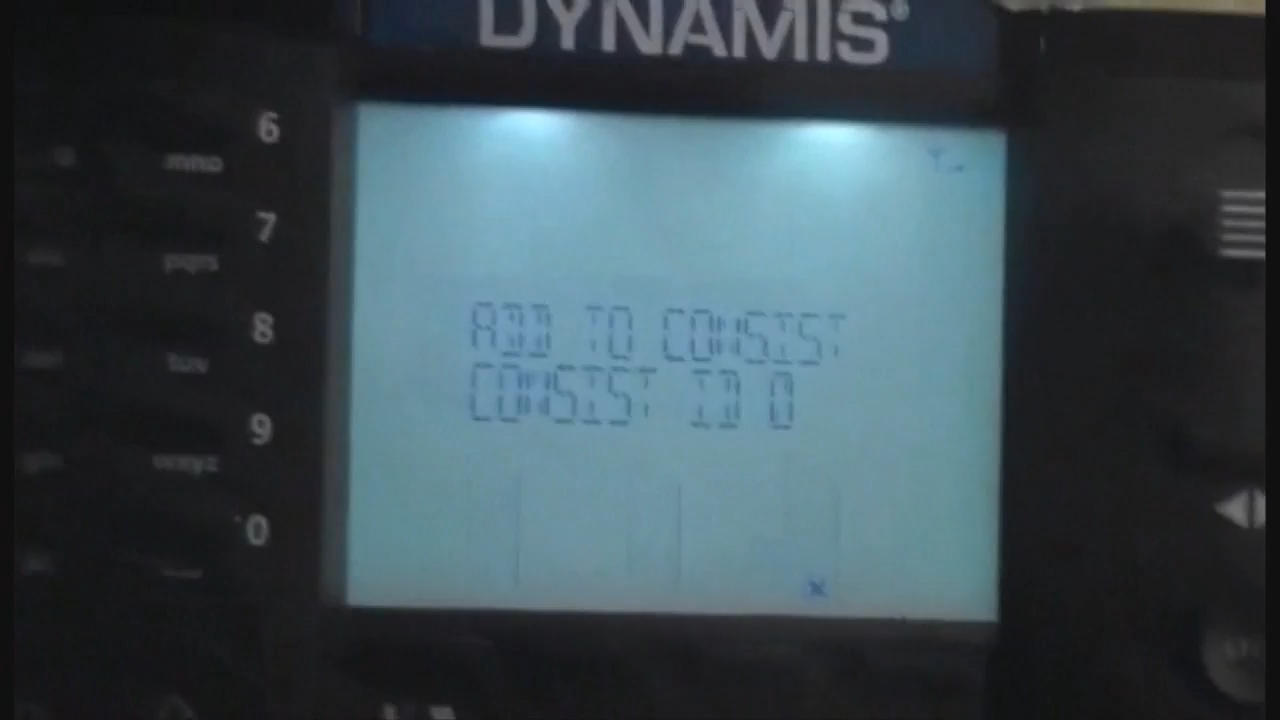 DYNAMIS®
6
mno
7
pqrs
8
tuv
9
wxyz
0
ADD TO CONSIST
CONSIST ID 0